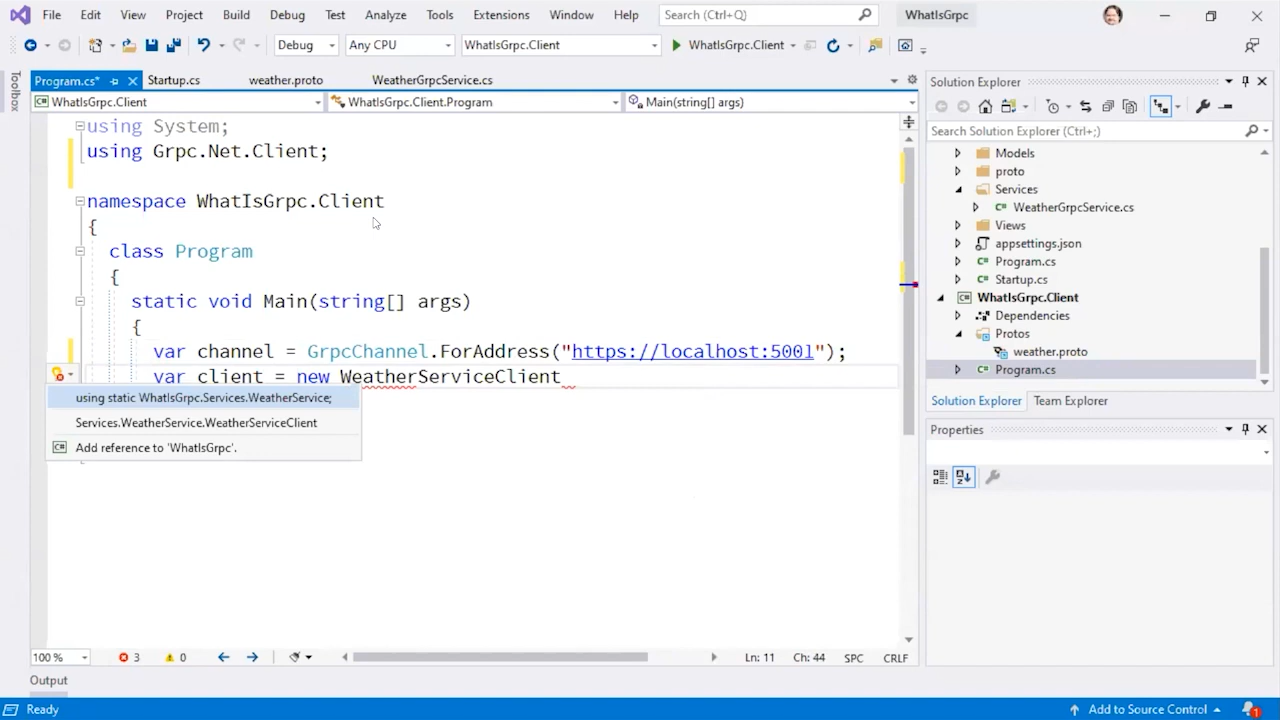 File Edit View Project Build Debug Test Analyze Tools Extensions Window Help Search (Ctrl+Q) WhatIsGrpc
Debug Any CPU WhatIsGrpc.Client WhatIsGrpc.Client
Toolbox
Program.cs* Startup.cs weather.proto WeatherGrpcService.cs
WhatIsGrpc.Client WhatIsGrpc.Client.Program Main(string[] args)
using System;
using Grpc.Net.Client;
namespace WhatIsGrpc.Client
{
class Program
{
static void Main(string[] args)
{
var channel = GrpcChannel.ForAddress("https://localhost:5001");
var client = new WeatherServiceClient
using static WhatIsGrpc.Services.WeatherService;
Services.WeatherService.WeatherServiceClient
Add reference to 'WhatIsGrpc'.
100 % 3 0 Ln: 11 Ch: 44 SPC CRLF
Output
Solution Explorer
Search Solution Explorer (Ctrl+;)
Models
proto
Services
C# WeatherGrpcService.cs
Views
appsettings.json
C# Program.cs
C# Startup.cs
C# WhatIsGrpc.Client
Dependencies
Protos
weather.proto
C# Program.cs
Solution Explorer Team Explorer
Properties
Ready Add to Source Control 1